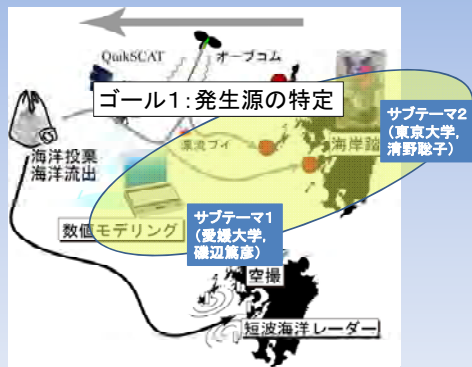 QuikSCAT
オーブコム
ゴール1:発生源の特定
サブテーマ2
(東京大学,
清野聡子)
漂流ブイ
海岸踏
海洋投棄
海洋流出
サブテーマ1
(愛媛大学,
磯辺篤彦)
数値モデリング
空撮
短波海洋レーダー